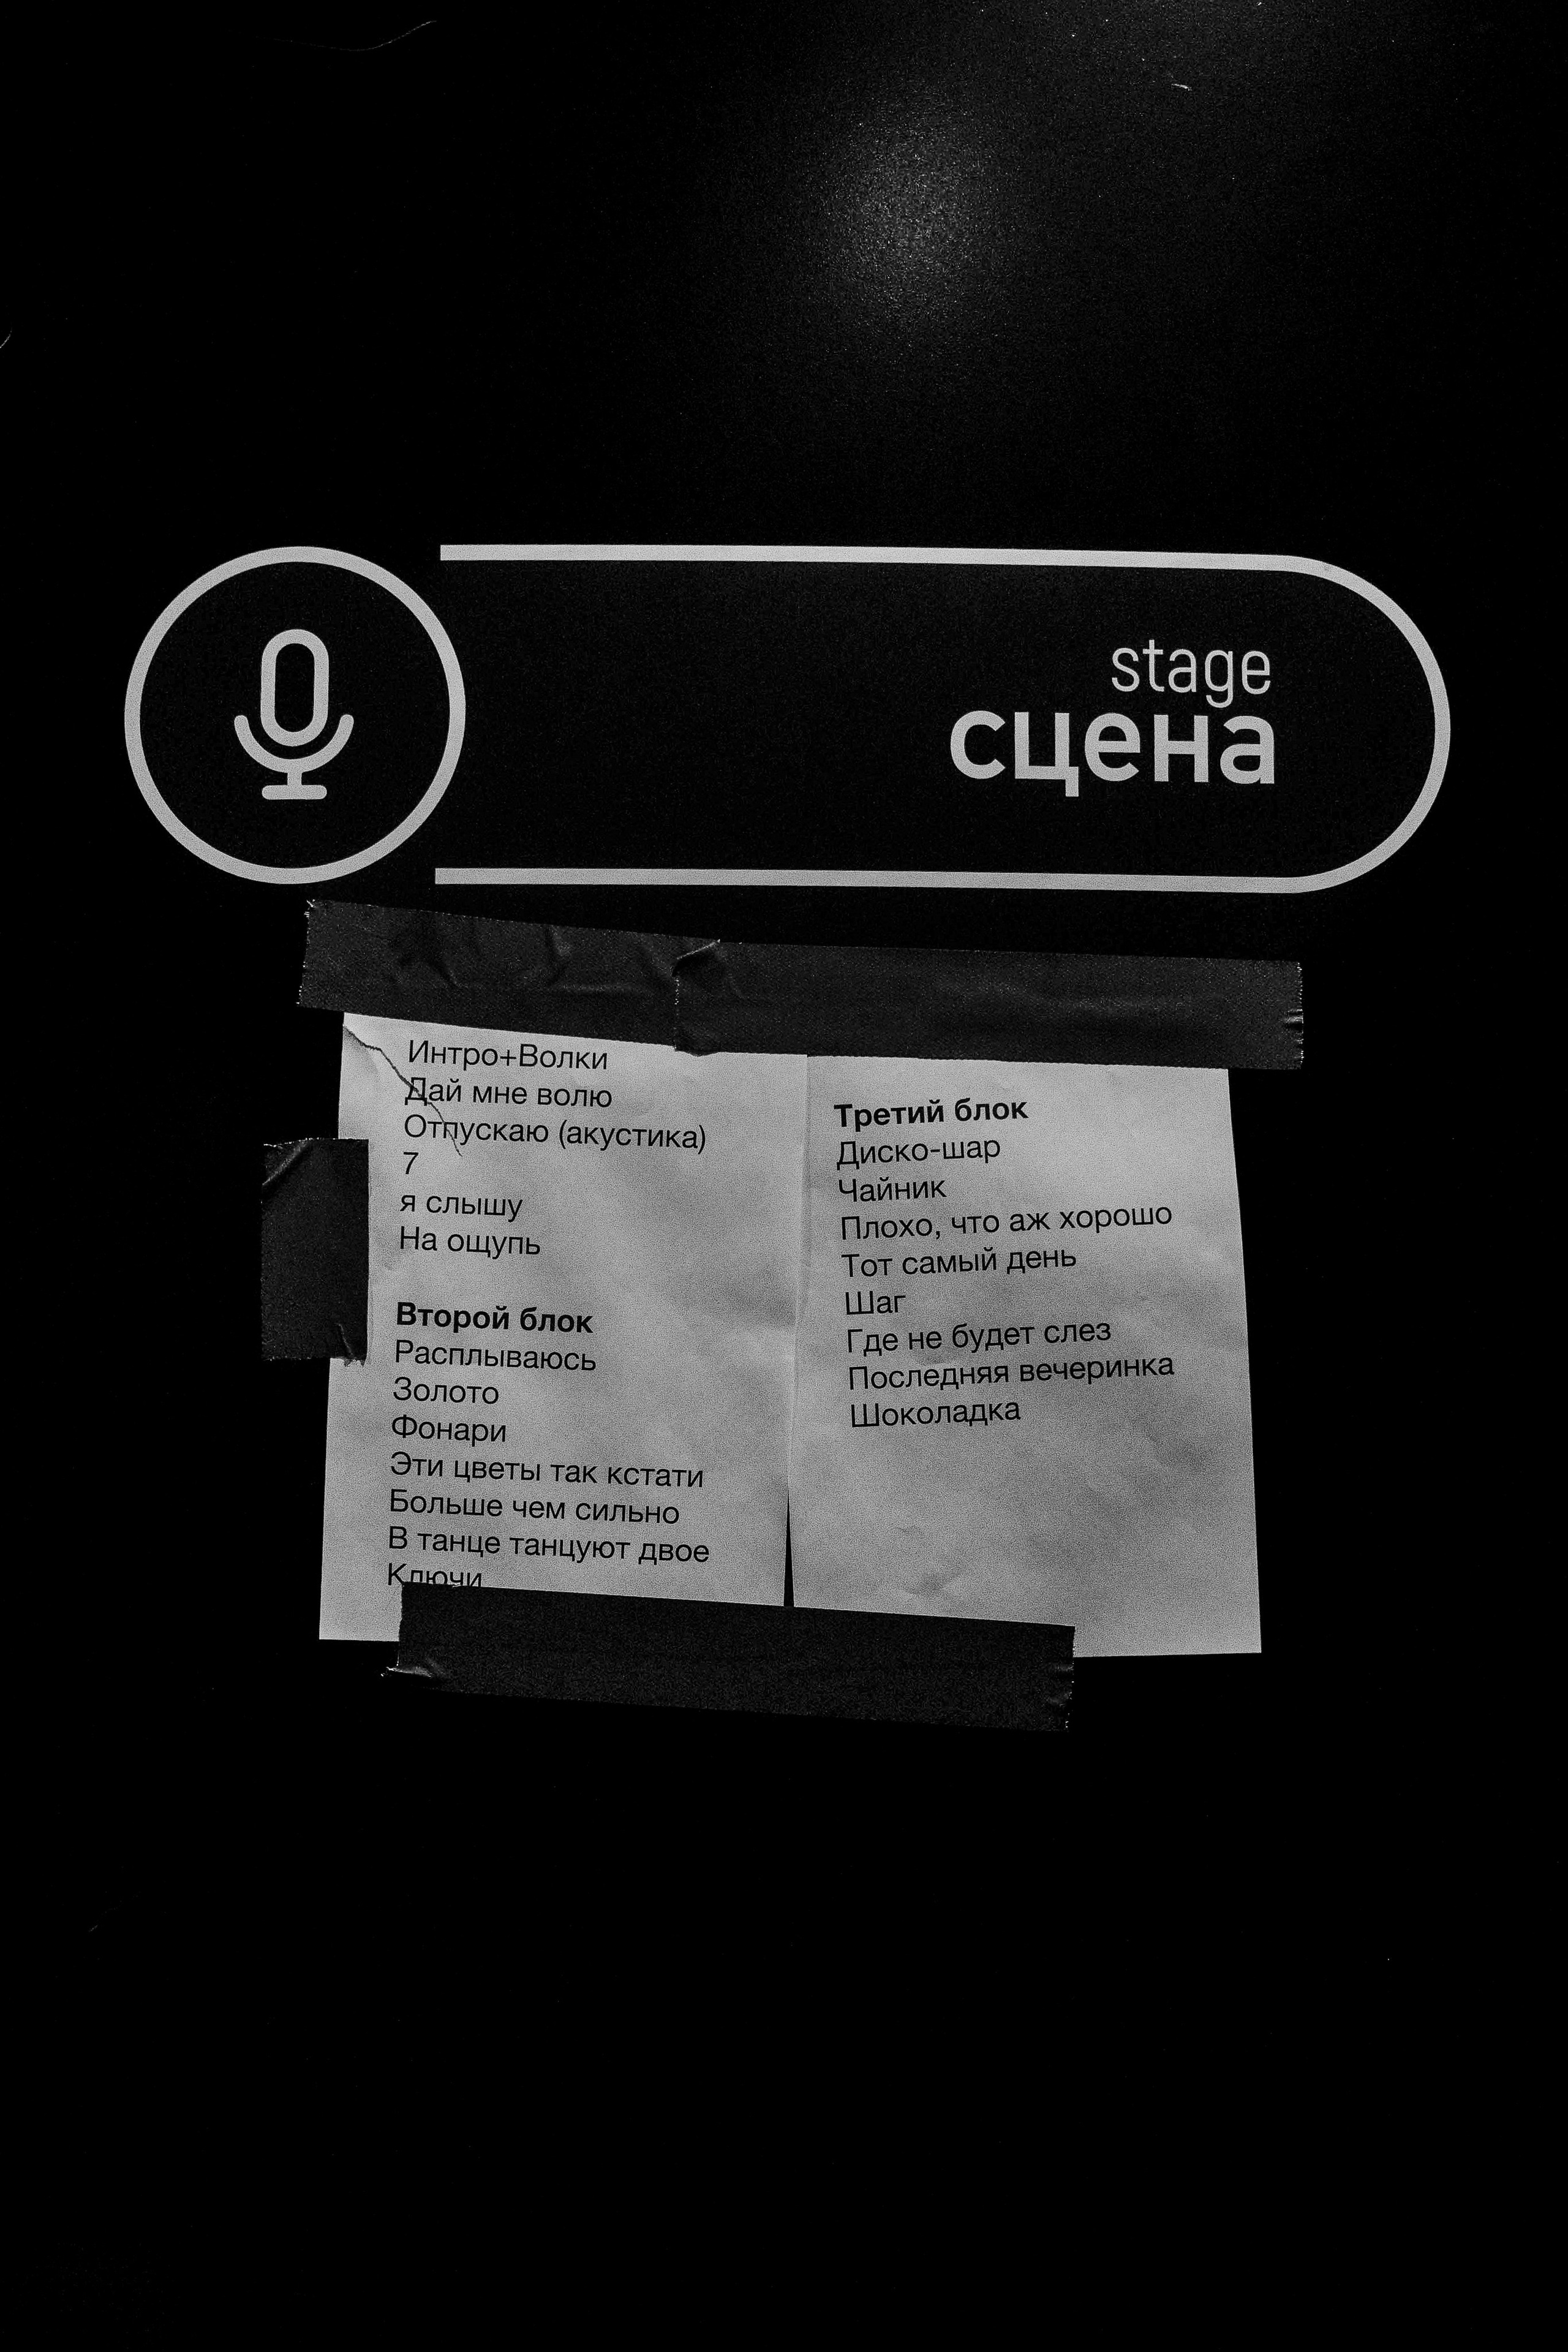 stage
сцена
Интро+Волки
Дай мне волю
Отпускаю (акустика)
7
я слышу
На ощупь
Второй блок
Расплываюсь
Золото
Фонари
Эти цветы так кстати
Больше чем сильно
В танце танцуют двое
Ключи
Третий блок
Диско-шар
Чайник
Плохо, что аж хорошо
Тот самый день
Шаг
Где не будет слез
Последняя вечеринка
Шоколадка